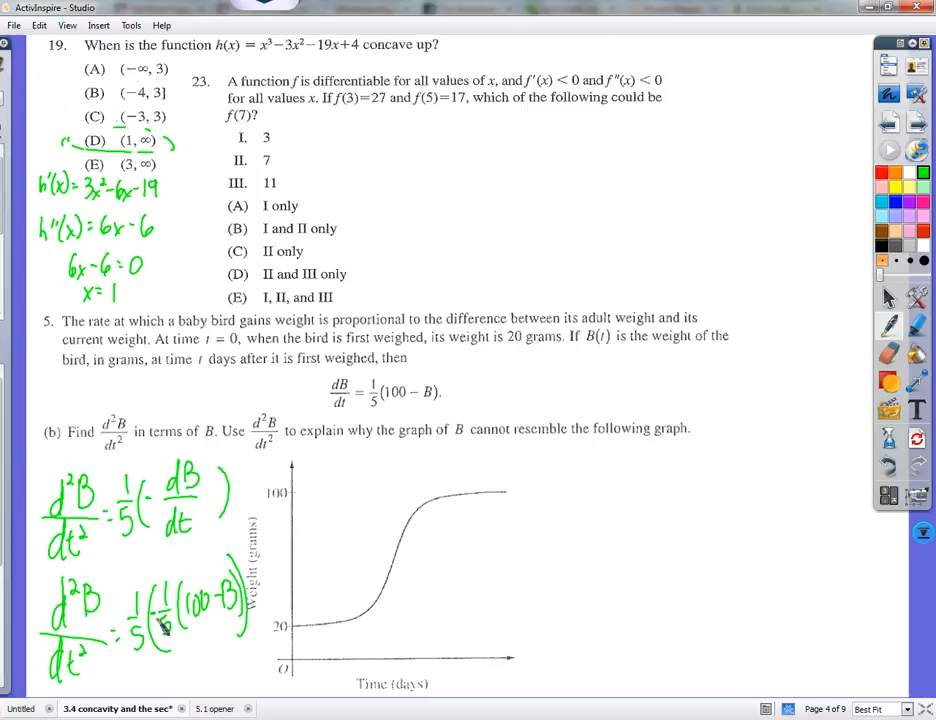 ActivInspire - Studio
File Edit View Insert Tools Help
19. When is the function h(x) = x³−3x²−19x+4 concave up?
(A) (−∞, 3)
(B) (−4, 3]
(C) (−3, 3)
(D) (1, ∞)
(E) (3, ∞)
h'(x) = 3x²-6x-19
h''(x) = 6x-6
6x-6=0
x=1
23. A function f is differentiable for all values of x, and f′(x) < 0 and f″(x) < 0
for all values x. If f(3)=27 and f(5)=17, which of the following could be
f(7)?
I. 3
II. 7
III. 11
(A) I only
(B) I and II only
(C) II only
(D) II and III only
(E) I, II, and III
5. The rate at which a baby bird gains weight is proportional to the difference between its adult weight and its
current weight. At time t = 0, when the bird is first weighed, its weight is 20 grams. If B(t) is the weight of the
bird, in grams, at time t days after it is first weighed, then
dB/dt = 1/5(100 − B).
(b) Find d²B/dt² in terms of B. Use d²B/dt² to explain why the graph of B cannot resemble the following graph.
d²B/dt² = 1/5(- dB/dt )
d²B/dt² = 1/5(-1/5(100-B))
100
Weight (grams)
20
O
Time (days)
Untitled 3.4 concavity and the sec* 5.1 opener Page 4 of 9 Best Fit